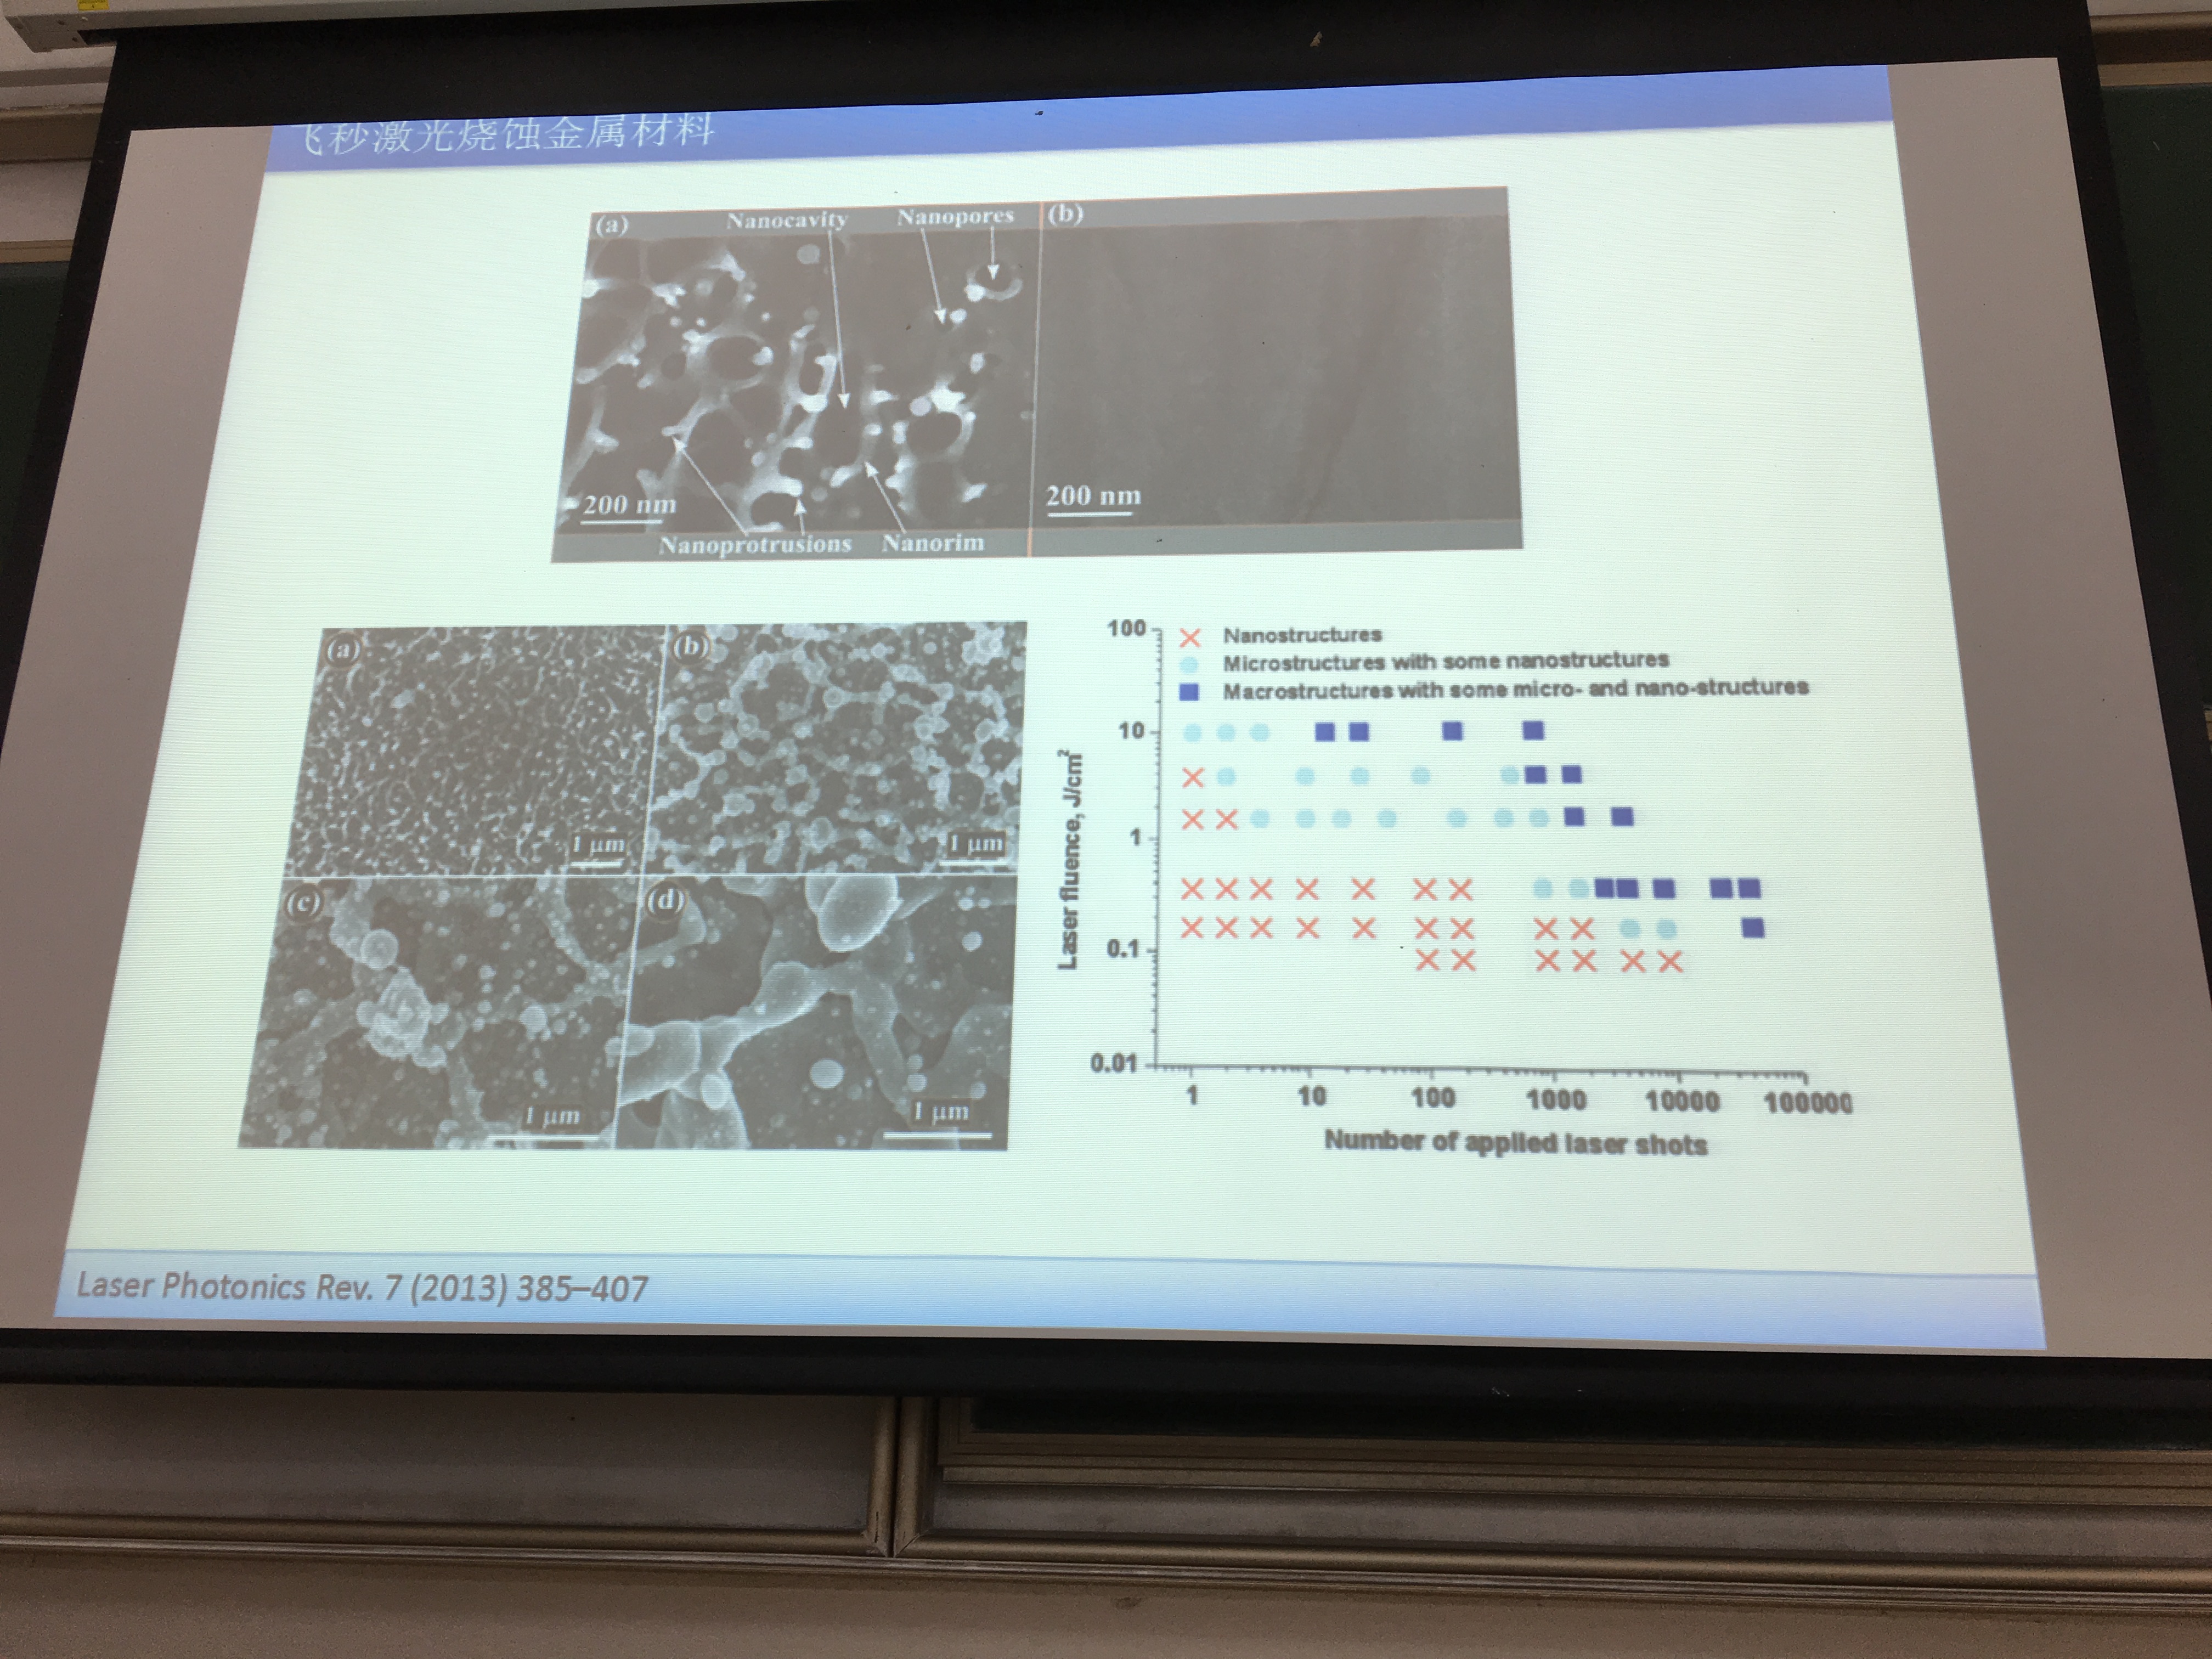 飞秒激光烧蚀金属材料
(a)
Nanocavity
Nanopores
(b)
200 nm
200 nm
Nanoprotrusions
Nanorim
(a)
(b)
1 μm
1 μm
(c)
(d)
1 μm
1 μm
Nanostructures
Microstructures with some nanostructures
Macrostructures with some micro- and nano-structures
100
10
1
0.1
0.01
Laser fluence, J/cm²
1
10
100
1000
10000
100000
Number of applied laser shots
Laser Photonics Rev. 7 (2013) 385–407